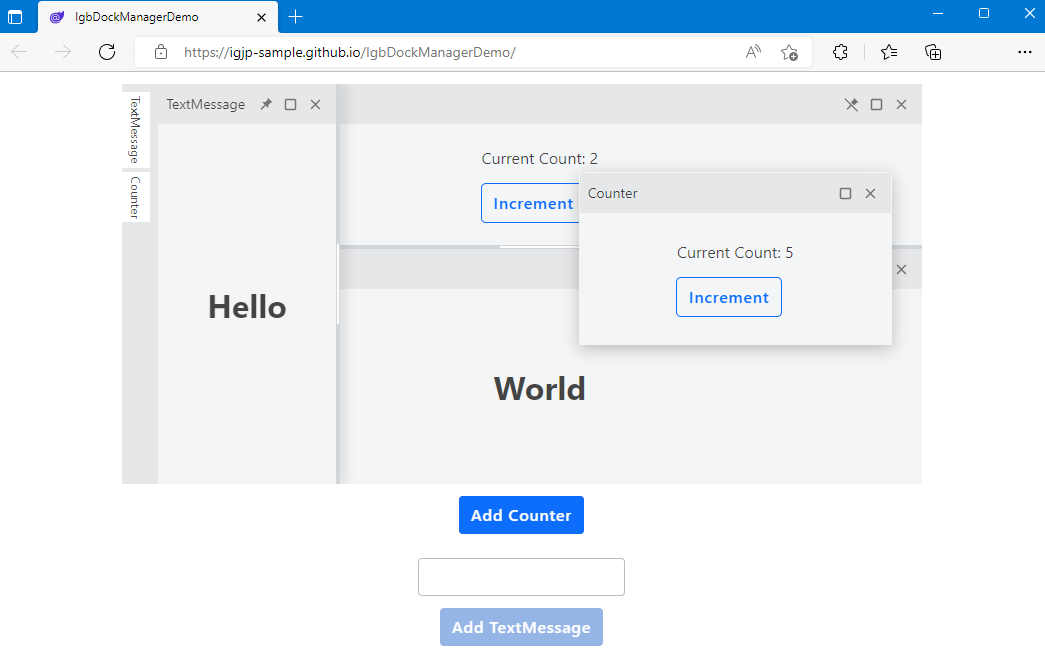 IgbDockManagerDemo
https://igjp-sample.github.io/IgbDockManagerDemo/
TextMessage
Counter
TextMessage
Current Count: 2
Increment
Counter
Current Count: 5
Increment
Hello
World
Add Counter
Add TextMessage